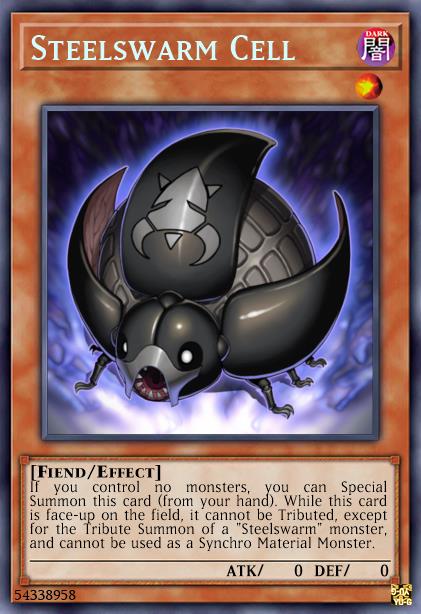 STEELSWARM CELL
DARK
闇
[FIEND/EFFECT]
If you control no monsters, you can Special
Summon this card (from your hand). While this card
is face-up on the field, it cannot be Tributed, except
for the Tribute Summon of a "Steelswarm" monster,
and cannot be used as a Synchro Material Monster.
ATK/ 0 DEF/ 0
54338958